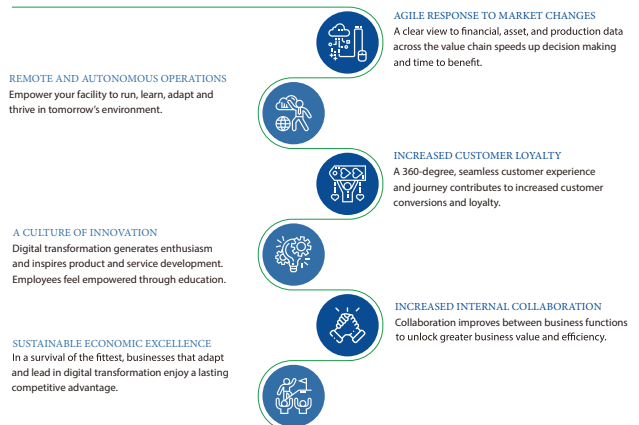 AGILE RESPONSE TO MARKET CHANGES
A clear view to financial, asset, and production data
across the value chain speeds up decision making
and time to benefit.
REMOTE AND AUTONOMOUS OPERATIONS
Empower your facility to run, learn, adapt and
thrive in tomorrow's environment.
INCREASED CUSTOMER LOYALTY
A 360-degree, seamless customer experience
and journey contributes to increased customer
conversions and loyalty.
A CULTURE OF INNOVATION
Digital transformation generates enthusiasm
and inspires product and service development.
Employees feel empowered through education.
INCREASED INTERNAL COLLABORATION
Collaboration improves between business functions
to unlock greater business value and efficiency.
SUSTAINABLE ECONOMIC EXCELLENCE
In a survival of the fittest, businesses that adapt
and lead in digital transformation enjoy a lasting
competitive advantage.